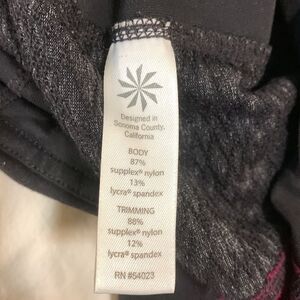 Designed in
Sonoma County,
California
BODY
87%
supplex® nylon
13%
lycra® spandex
TRIMMING
88%
supplex® nylon
12%
lycra® spandex
RN #54023